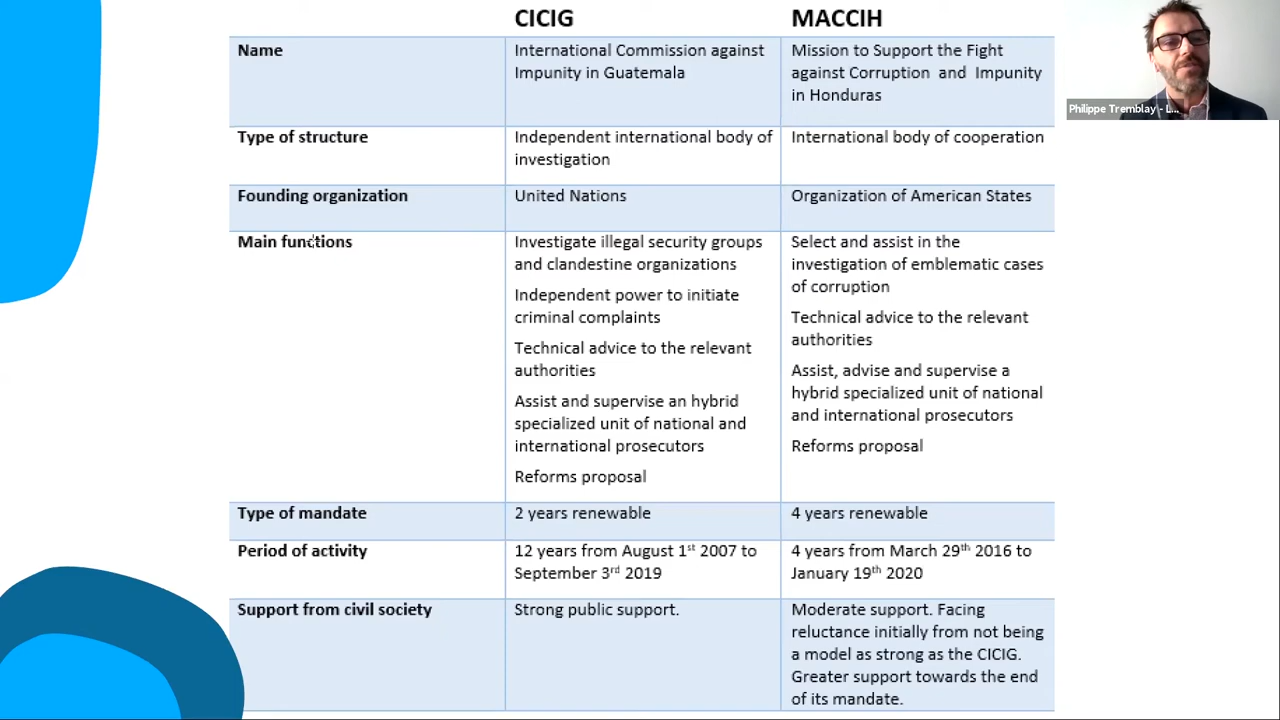 CICIG
MACCIH
Name
International Commission against
Impunity in Guatemala
Mission to Support the Fight
against Corruption and Impunity
in Honduras
Type of structure
Independent international body of
investigation
International body of cooperation
Founding organization
United Nations
Organization of American States
Main functions
Investigate illegal security groups
and clandestine organizations
Independent power to initiate
criminal complaints
Technical advice to the relevant
authorities
Assist and supervise an hybrid
specialized unit of national and
international prosecutors
Reforms proposal
Select and assist in the
investigation of emblematic cases
of corruption
Technical advice to the relevant
authorities
Assist, advise and supervise a
hybrid specialized unit of national
and international prosecutors
Reforms proposal
Type of mandate
2 years renewable
4 years renewable
Period of activity
12 years from August 1st 2007 to
September 3rd 2019
4 years from March 29th 2016 to
January 19th 2020
Support from civil society
Strong public support.
Moderate support. Facing
reluctance initially from not being
a model as strong as the CICIG.
Greater support towards the end
of its mandate.
Philippe Tremblay - L...